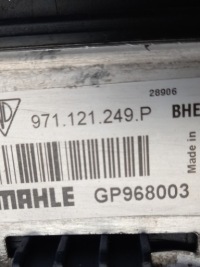 28906
971.121.249.P BHE
Made in
MAHLE GP968003